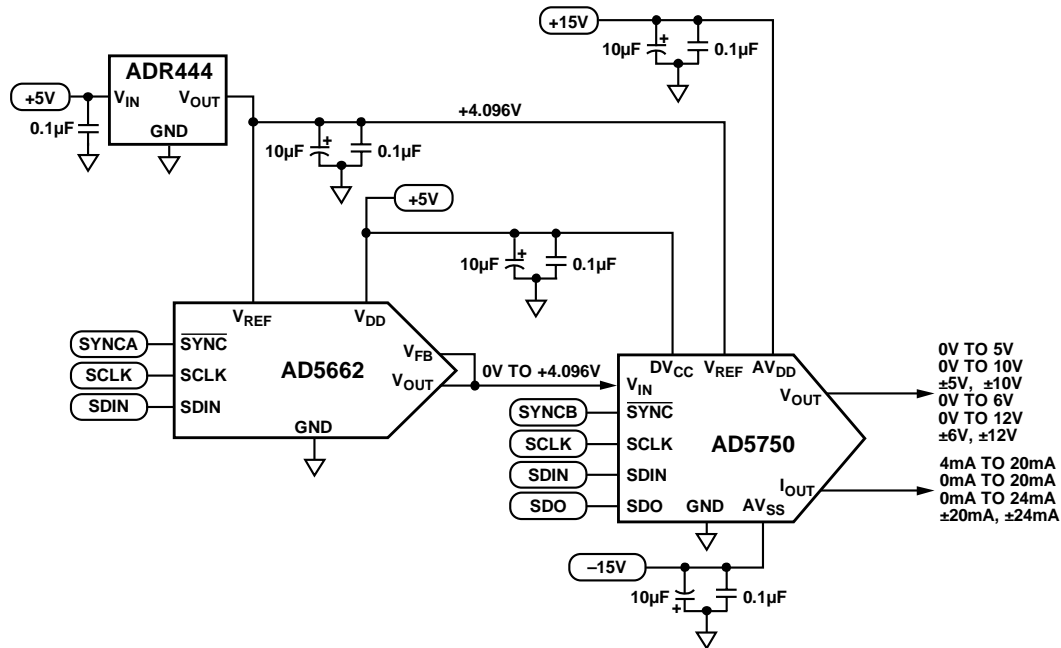 +15V
10µF
+
0.1µF
ADR444
+5V
VIN
VOUT
GND
0.1µF
+4.096V
10µF
+
0.1µF
+5V
10µF
+
0.1µF
VREF
VDD
SYNCA
SYNC
SCLK
SCLK
SDIN
SDIN
AD5662
VFB
VOUT
GND
0V TO +4.096V
DVCC
VREF
AVDD
VIN
SYNCB
SYNC
SCLK
SCLK
SDIN
SDIN
SDO
SDO
AD5750
VOUT
IOUT
GND
AVSS
0V TO 5V
0V TO 10V
±5V, ±10V
0V TO 6V
0V TO 12V
±6V, ±12V
4mA TO 20mA
0mA TO 20mA
0mA TO 24mA
±20mA, ±24mA
–15V
10µF
+
0.1µF